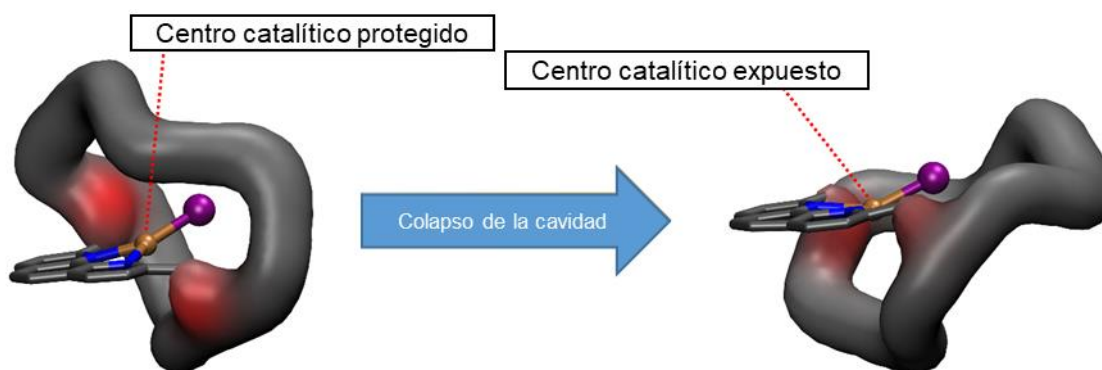 Centro catalítico protegido
Centro catalítico expuesto
Colapso de la cavidad